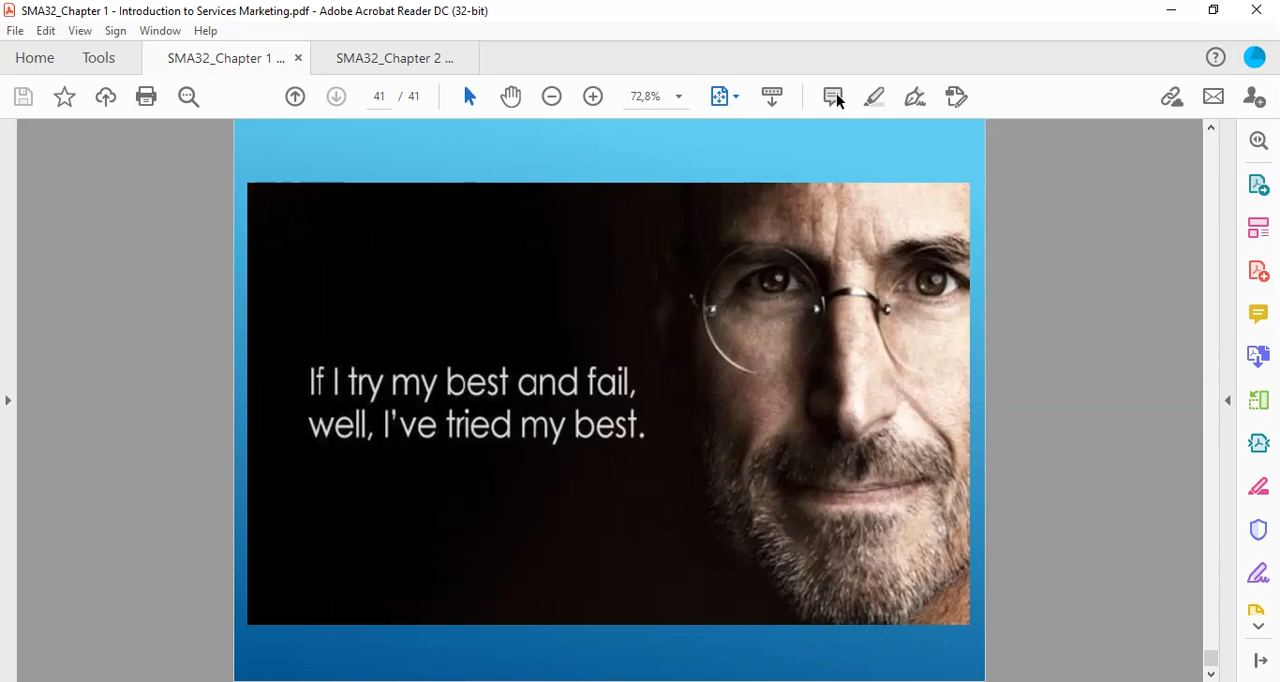 SMA32_Chapter 1 - Introduction to Services Marketing.pdf - Adobe Acrobat Reader DC (32-bit)
File Edit View Sign Window Help
Home Tools SMA32_Chapter 1 ... × SMA32_Chapter 2 ...
41 / 41 72,8%
If I try my best and fail,
well, I've tried my best.